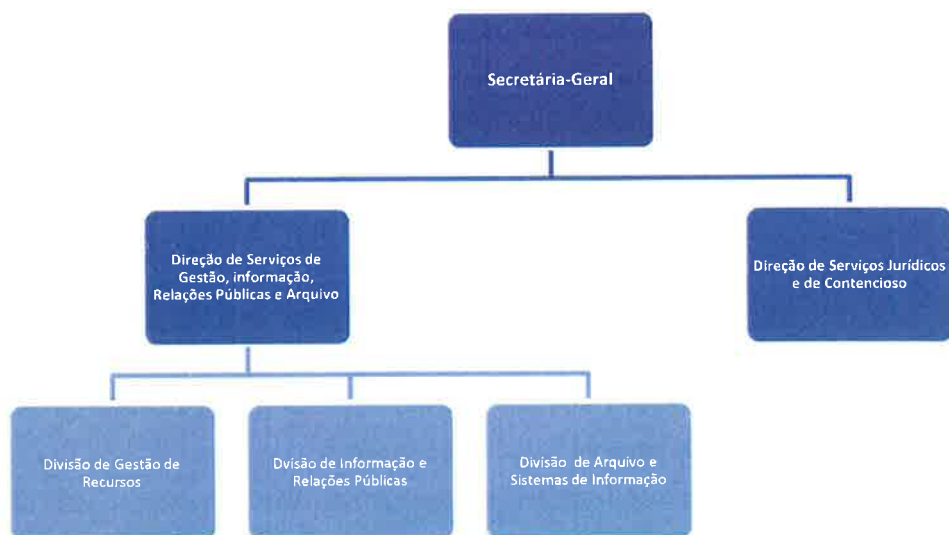 Secretária-Geral
Direção de Serviços de
Gestão, informação,
Relações Públicas e Arquivo
Direção de Serviços Jurídicos
e de Contencioso
Divisão de Gestão de
Recursos
Dvisão de Informação e
Relações Públicas
Divisão de Arquivo e
Sistemas de Informação